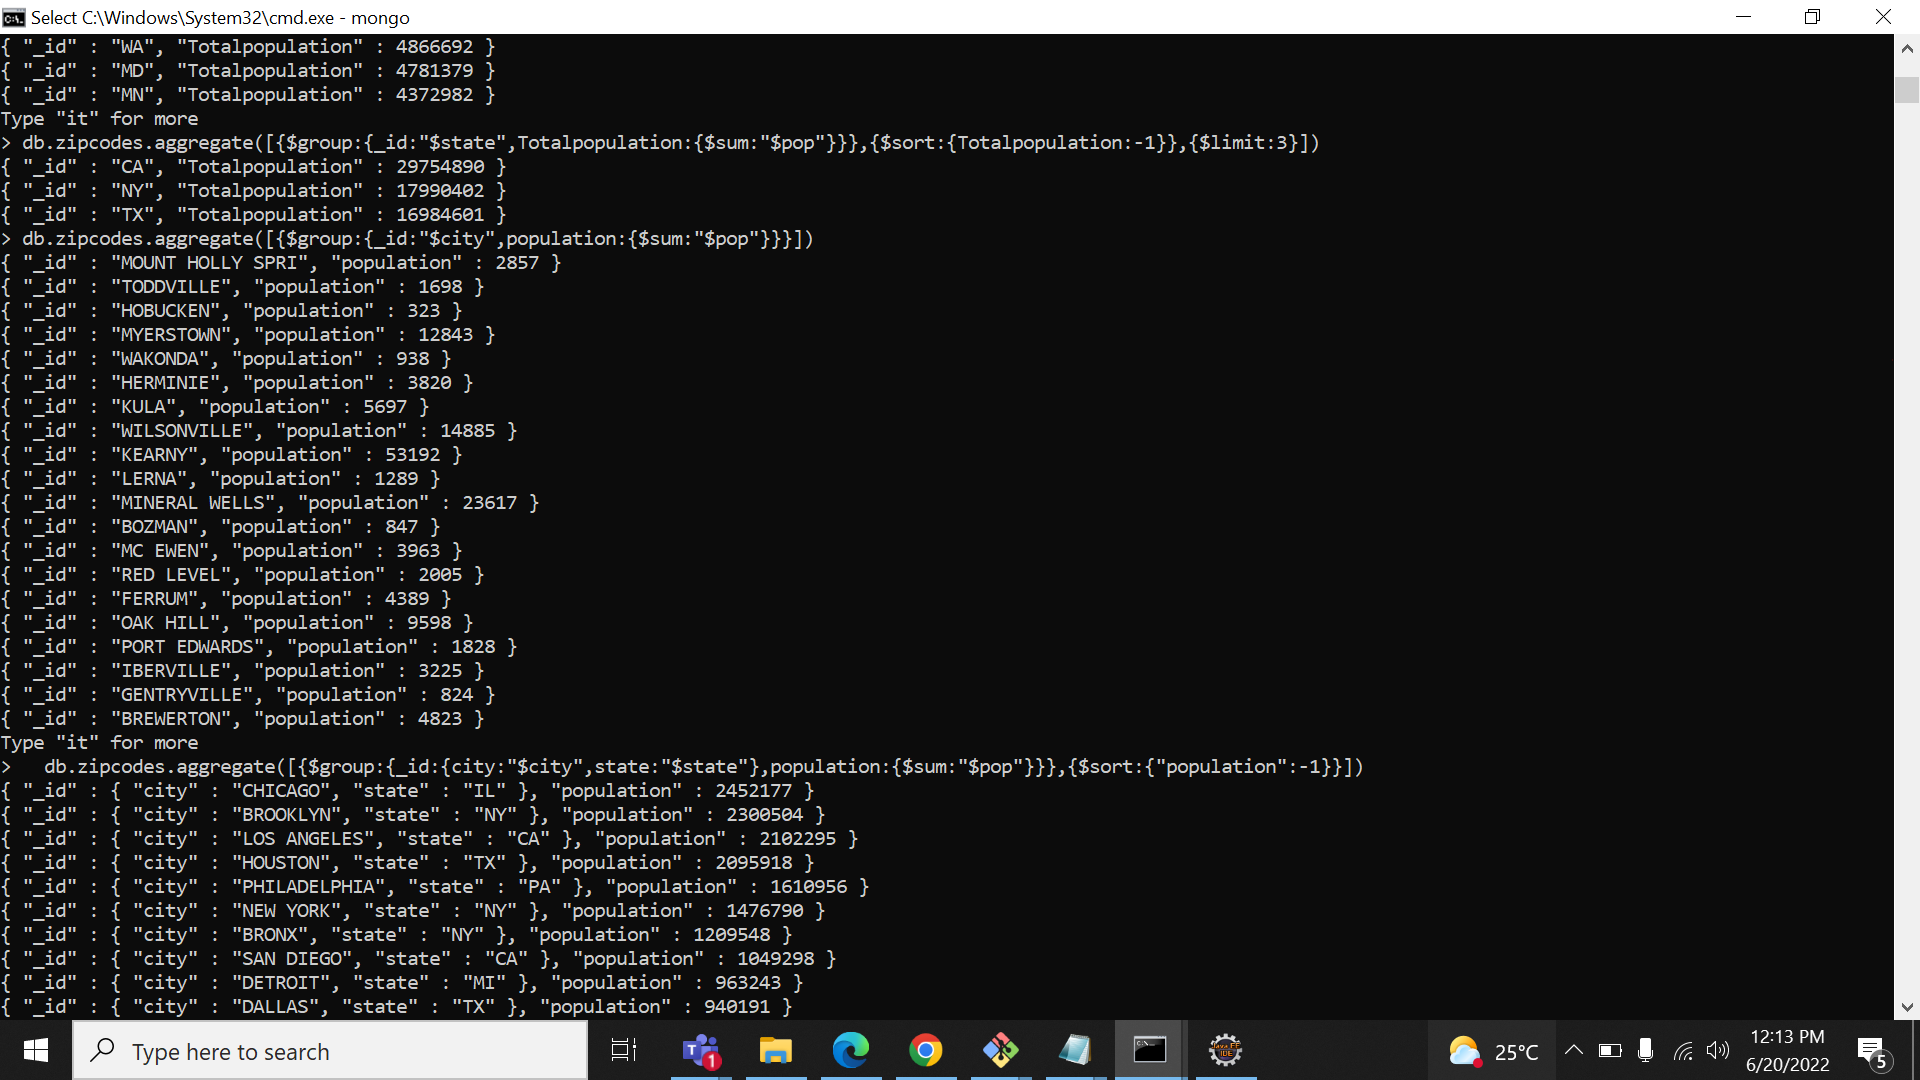 Select C:\Windows\System32\cmd.exe - mongo
{ "_id" : "WA", "Totalpopulation" : 4866692 }
{ "_id" : "MD", "Totalpopulation" : 4781379 }
{ "_id" : "MN", "Totalpopulation" : 4372982 }
Type "it" for more
> db.zipcodes.aggregate([{$group:{_id:"$state",Totalpopulation:{$sum:"$pop"}}},{$sort:{Totalpopulation:-1}},{$limit:3}])
{ "_id" : "CA", "Totalpopulation" : 29754890 }
{ "_id" : "NY", "Totalpopulation" : 17990402 }
{ "_id" : "TX", "Totalpopulation" : 16984601 }
> db.zipcodes.aggregate([{$group:{_id:"$city",population:{$sum:"$pop"}}}])
{ "_id" : "MOUNT HOLLY SPRI", "population" : 2857 }
{ "_id" : "TODDVILLE", "population" : 1698 }
{ "_id" : "HOBUCKEN", "population" : 323 }
{ "_id" : "MYERSTOWN", "population" : 12843 }
{ "_id" : "WAKONDA", "population" : 938 }
{ "_id" : "HERMINIE", "population" : 3820 }
{ "_id" : "KULA", "population" : 5697 }
{ "_id" : "WILSONVILLE", "population" : 14885 }
{ "_id" : "KEARNY", "population" : 53192 }
{ "_id" : "LERNA", "population" : 1289 }
{ "_id" : "MINERAL WELLS", "population" : 23617 }
{ "_id" : "BOZMAN", "population" : 847 }
{ "_id" : "MC EWEN", "population" : 3963 }
{ "_id" : "RED LEVEL", "population" : 2005 }
{ "_id" : "FERRUM", "population" : 4389 }
{ "_id" : "OAK HILL", "population" : 9598 }
{ "_id" : "PORT EDWARDS", "population" : 1828 }
{ "_id" : "IBERVILLE", "population" : 3225 }
{ "_id" : "GENTRYVILLE", "population" : 824 }
{ "_id" : "BREWERTON", "population" : 4823 }
Type "it" for more
>   db.zipcodes.aggregate([{$group:{_id:{city:"$city",state:"$state"},population:{$sum:"$pop"}}},{$sort:{"population":-1}}])
{ "_id" : { "city" : "CHICAGO", "state" : "IL" }, "population" : 2452177 }
{ "_id" : { "city" : "BROOKLYN", "state" : "NY" }, "population" : 2300504 }
{ "_id" : { "city" : "LOS ANGELES", "state" : "CA" }, "population" : 2102295 }
{ "_id" : { "city" : "HOUSTON", "state" : "TX" }, "population" : 2095918 }
{ "_id" : { "city" : "PHILADELPHIA", "state" : "PA" }, "population" : 1610956 }
{ "_id" : { "city" : "NEW YORK", "state" : "NY" }, "population" : 1476790 }
{ "_id" : { "city" : "BRONX", "state" : "NY" }, "population" : 1209548 }
{ "_id" : { "city" : "SAN DIEGO", "state" : "CA" }, "population" : 1049298 }
{ "_id" : { "city" : "DETROIT", "state" : "MI" }, "population" : 963243 }
{ "_id" : { "city" : "DALLAS", "state" : "TX" }, "population" : 940191 }
Type here to search
T
1
Java EE
IDE
25°C
12:13 PM
6/20/2022
5